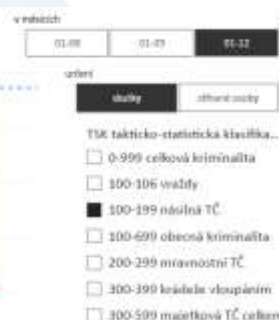 v měsících
01-06 01-09 01-12
určení
skutky stíhané osoby
TSK takticko-statistická klasifika...
0-999 celková kriminalita
100-106 vraždy
100-199 násilná TČ
100-699 obecná kriminalita
200-299 mravnostní TČ
300-399 krádeže vloupáním
300-599 majetková TČ celkem